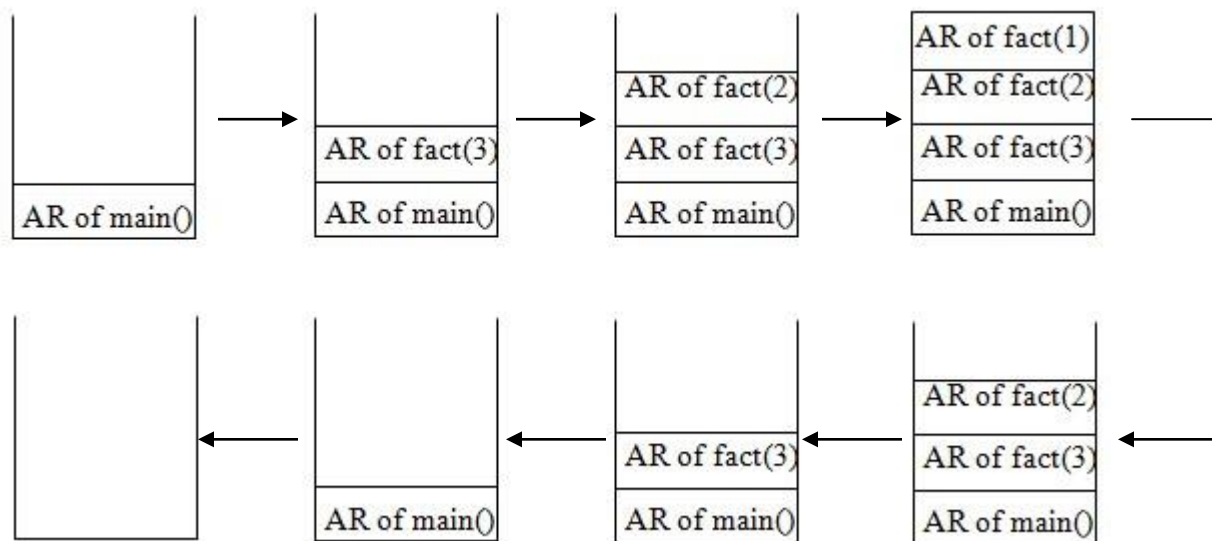 AR of main()
AR of fact(3)
AR of main()
AR of fact(2)
AR of fact(3)
AR of main()
AR of fact(1)
AR of fact(2)
AR of fact(3)
AR of main()
AR of main()
AR of fact(3)
AR of main()
AR of fact(2)
AR of fact(3)
AR of main()